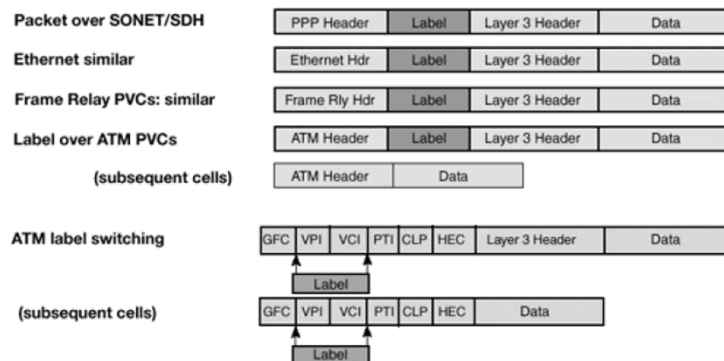 Packet over SONET/SDH PPP Header Label Layer 3 Header Data
Ethernet similar Ethernet Hdr Label Layer 3 Header Data
Frame Relay PVCs: similar Frame Rly Hdr Label Layer 3 Header Data
Label over ATM PVCs ATM Header Label Layer 3 Header Data
(subsequent cells) ATM Header Data
ATM label switching GFC VPI VCI PTI CLP HEC Layer 3 Header Data
Label
(subsequent cells) GFC VPI VCI PTI CLP HEC Data
Label